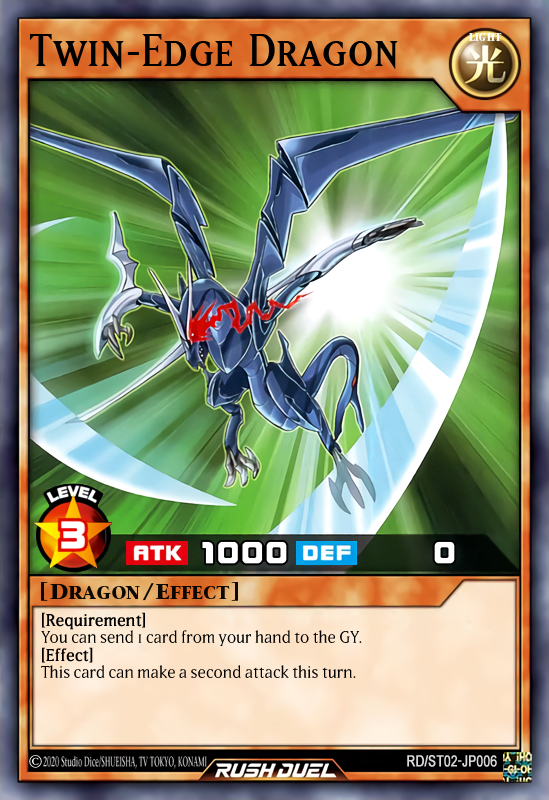 Twin-Edge Dragon
LIGHT
光
LEVEL
3
ATK 1000 DEF 0
[Dragon/Effect]
[Requirement]
You can send 1 card from your hand to the GY.
[Effect]
This card can make a second attack this turn.
©2020 Studio Dice/SHUEISHA, TV TOKYO, KONAMI
RUSH DUEL
RD/ST02-JP006